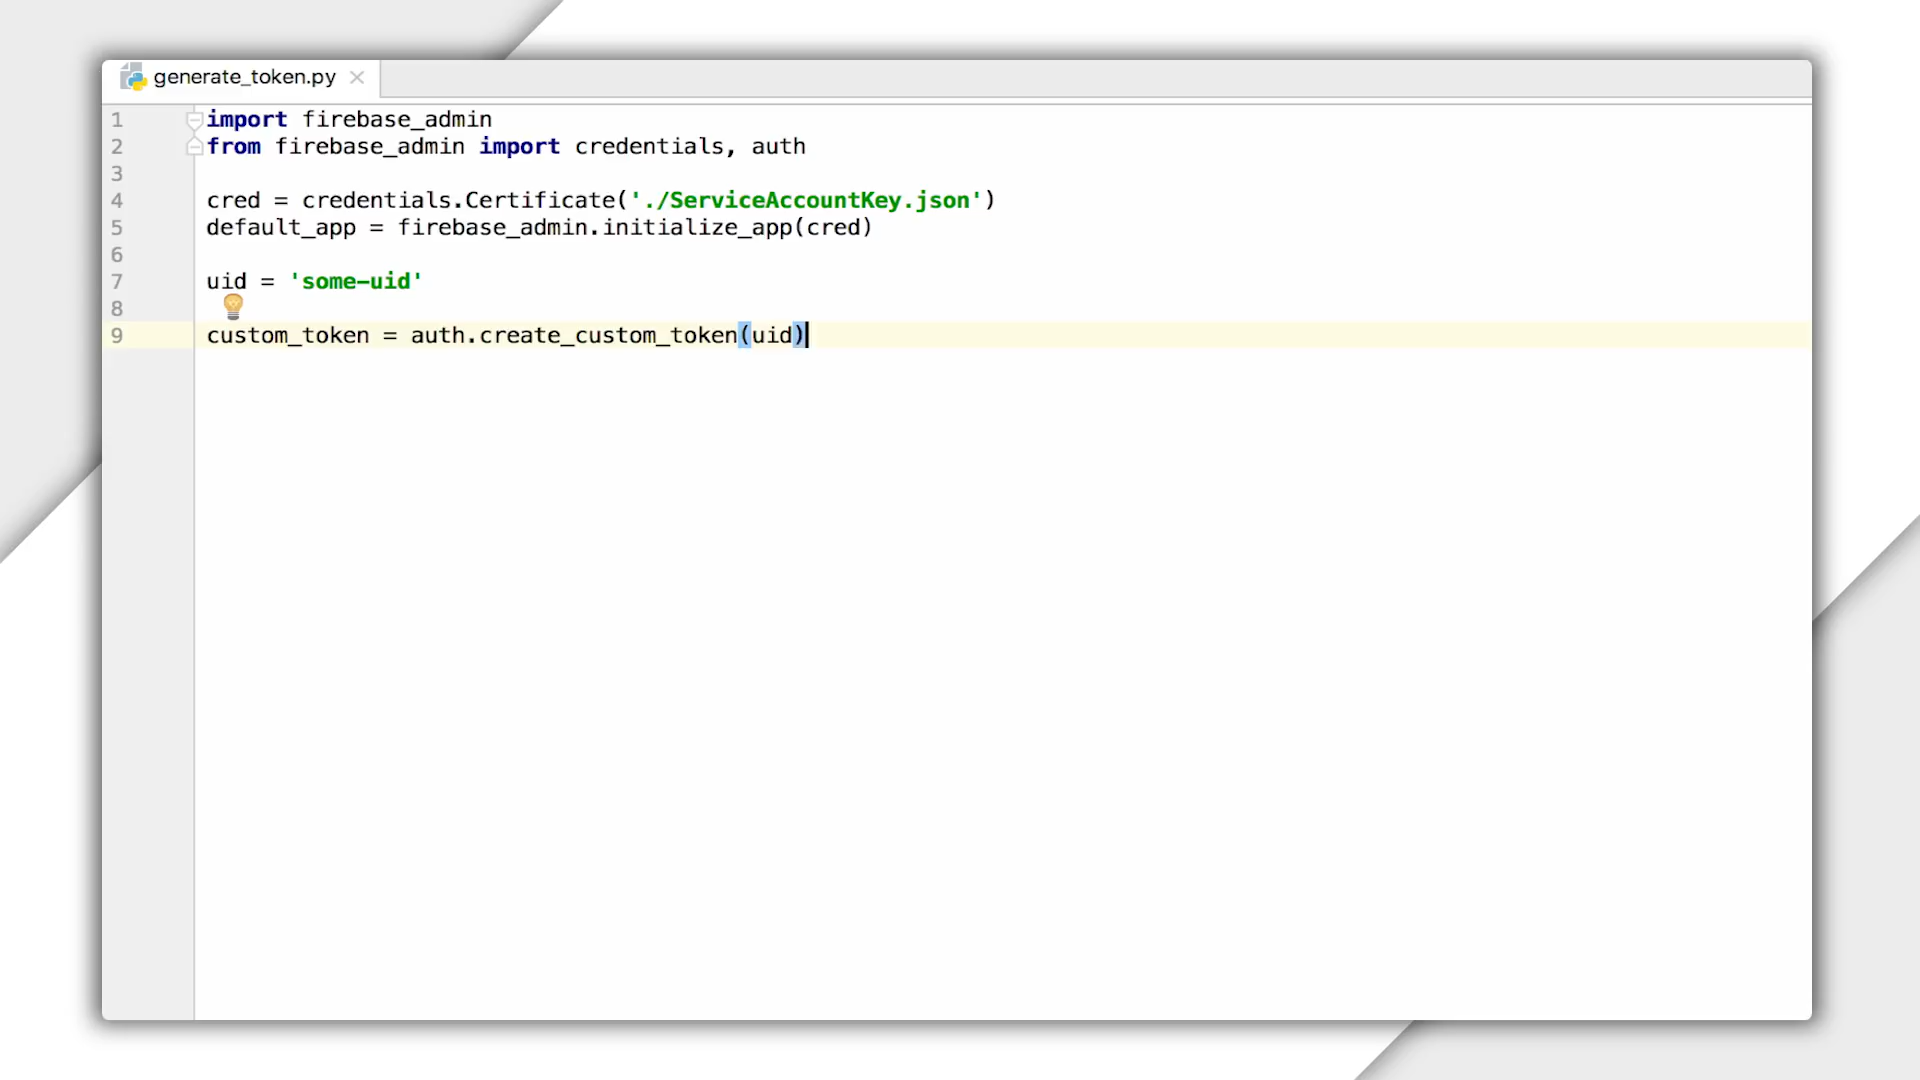 generate_token.py
1 import firebase_admin
2 from firebase_admin import credentials, auth
3
4 cred = credentials.Certificate('./ServiceAccountKey.json')
5 default_app = firebase_admin.initialize_app(cred)
6
7 uid = 'some-uid'
8
9 custom_token = auth.create_custom_token(uid)